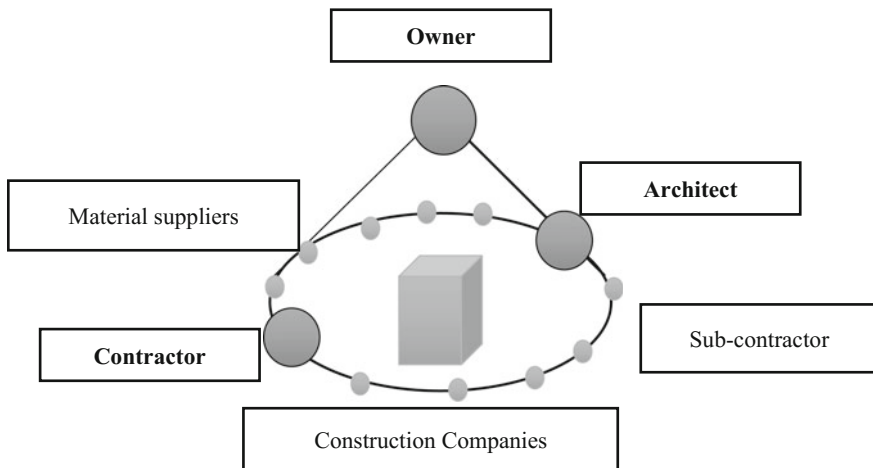 Owner
Architect
Material suppliers
Contractor
Sub-contractor
Construction Companies